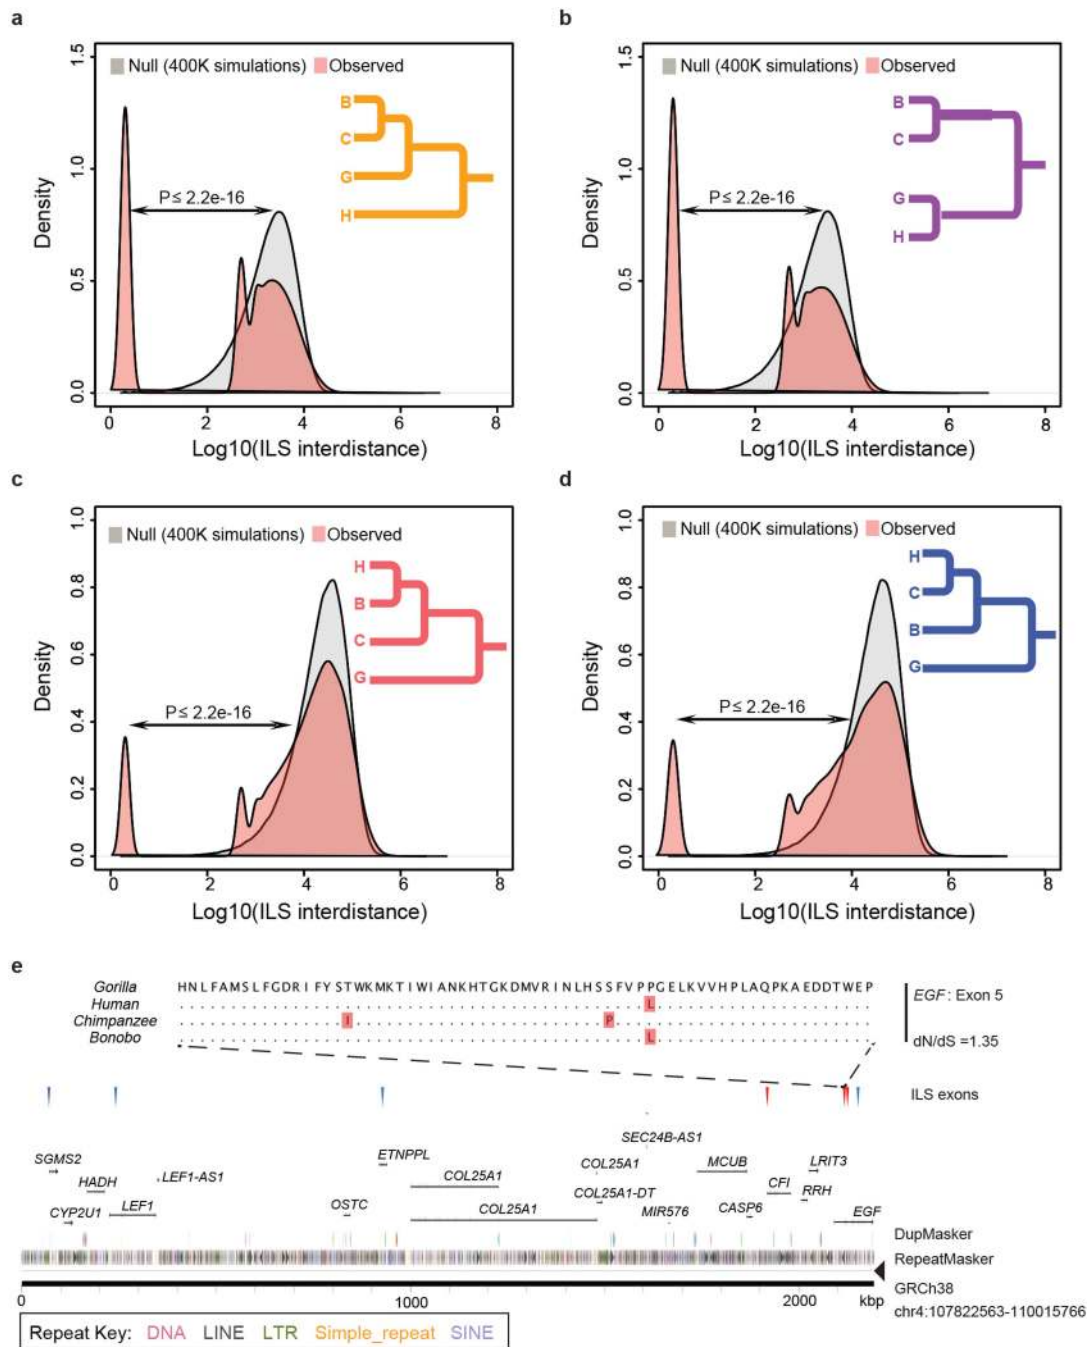 a
Null (400K simulations) Observed
B
C
G
H
P ≤ 2.2e-16
Density
0.0 0.5 1.0 1.5
0 2 4 6 8
Log10(ILS interdistance)
b
Null (400K simulations) Observed
B
C
G
H
P ≤ 2.2e-16
Density
0.0 0.5 1.0 1.5
0 2 4 6 8
Log10(ILS interdistance)
c
Null (400K simulations) Observed
H
B
C
G
P ≤ 2.2e-16
Density
0.0 0.2 0.4 0.6 0.8 1.0
0 2 4 6 8
Log10(ILS interdistance)
d
Null (400K simulations) Observed
H
C
B
G
P ≤ 2.2e-16
Density
0.0 0.2 0.4 0.6 0.8 1.0
0 2 4 6 8
Log10(ILS interdistance)
e
Gorilla HNLFAMSLFGDRIFYSTWKMKTIWIANKHTGKDMVRINLHSSFVPPGELKVVHPLAQPKAEDDTWEP
Human L
Chimpanzee I P
Bonobo L
EGF: Exon 5
dN/dS =1.35
ILS exons
SEC24B-AS1
SGMS2 ETNPPL COL25A1 MCUB LRIT3
HADH LEF1-AS1 COL25A1 CFI
LEF1 OSTC COL25A1-DT RRH
CYP2U1 COL25A1 MIR576 CASP6 EGF
DupMasker
RepeatMasker
GRCh38
0 1000 2000 kbp
chr4:107822563-110015766
Repeat Key: DNA LINE LTR Simple_repeat SINE